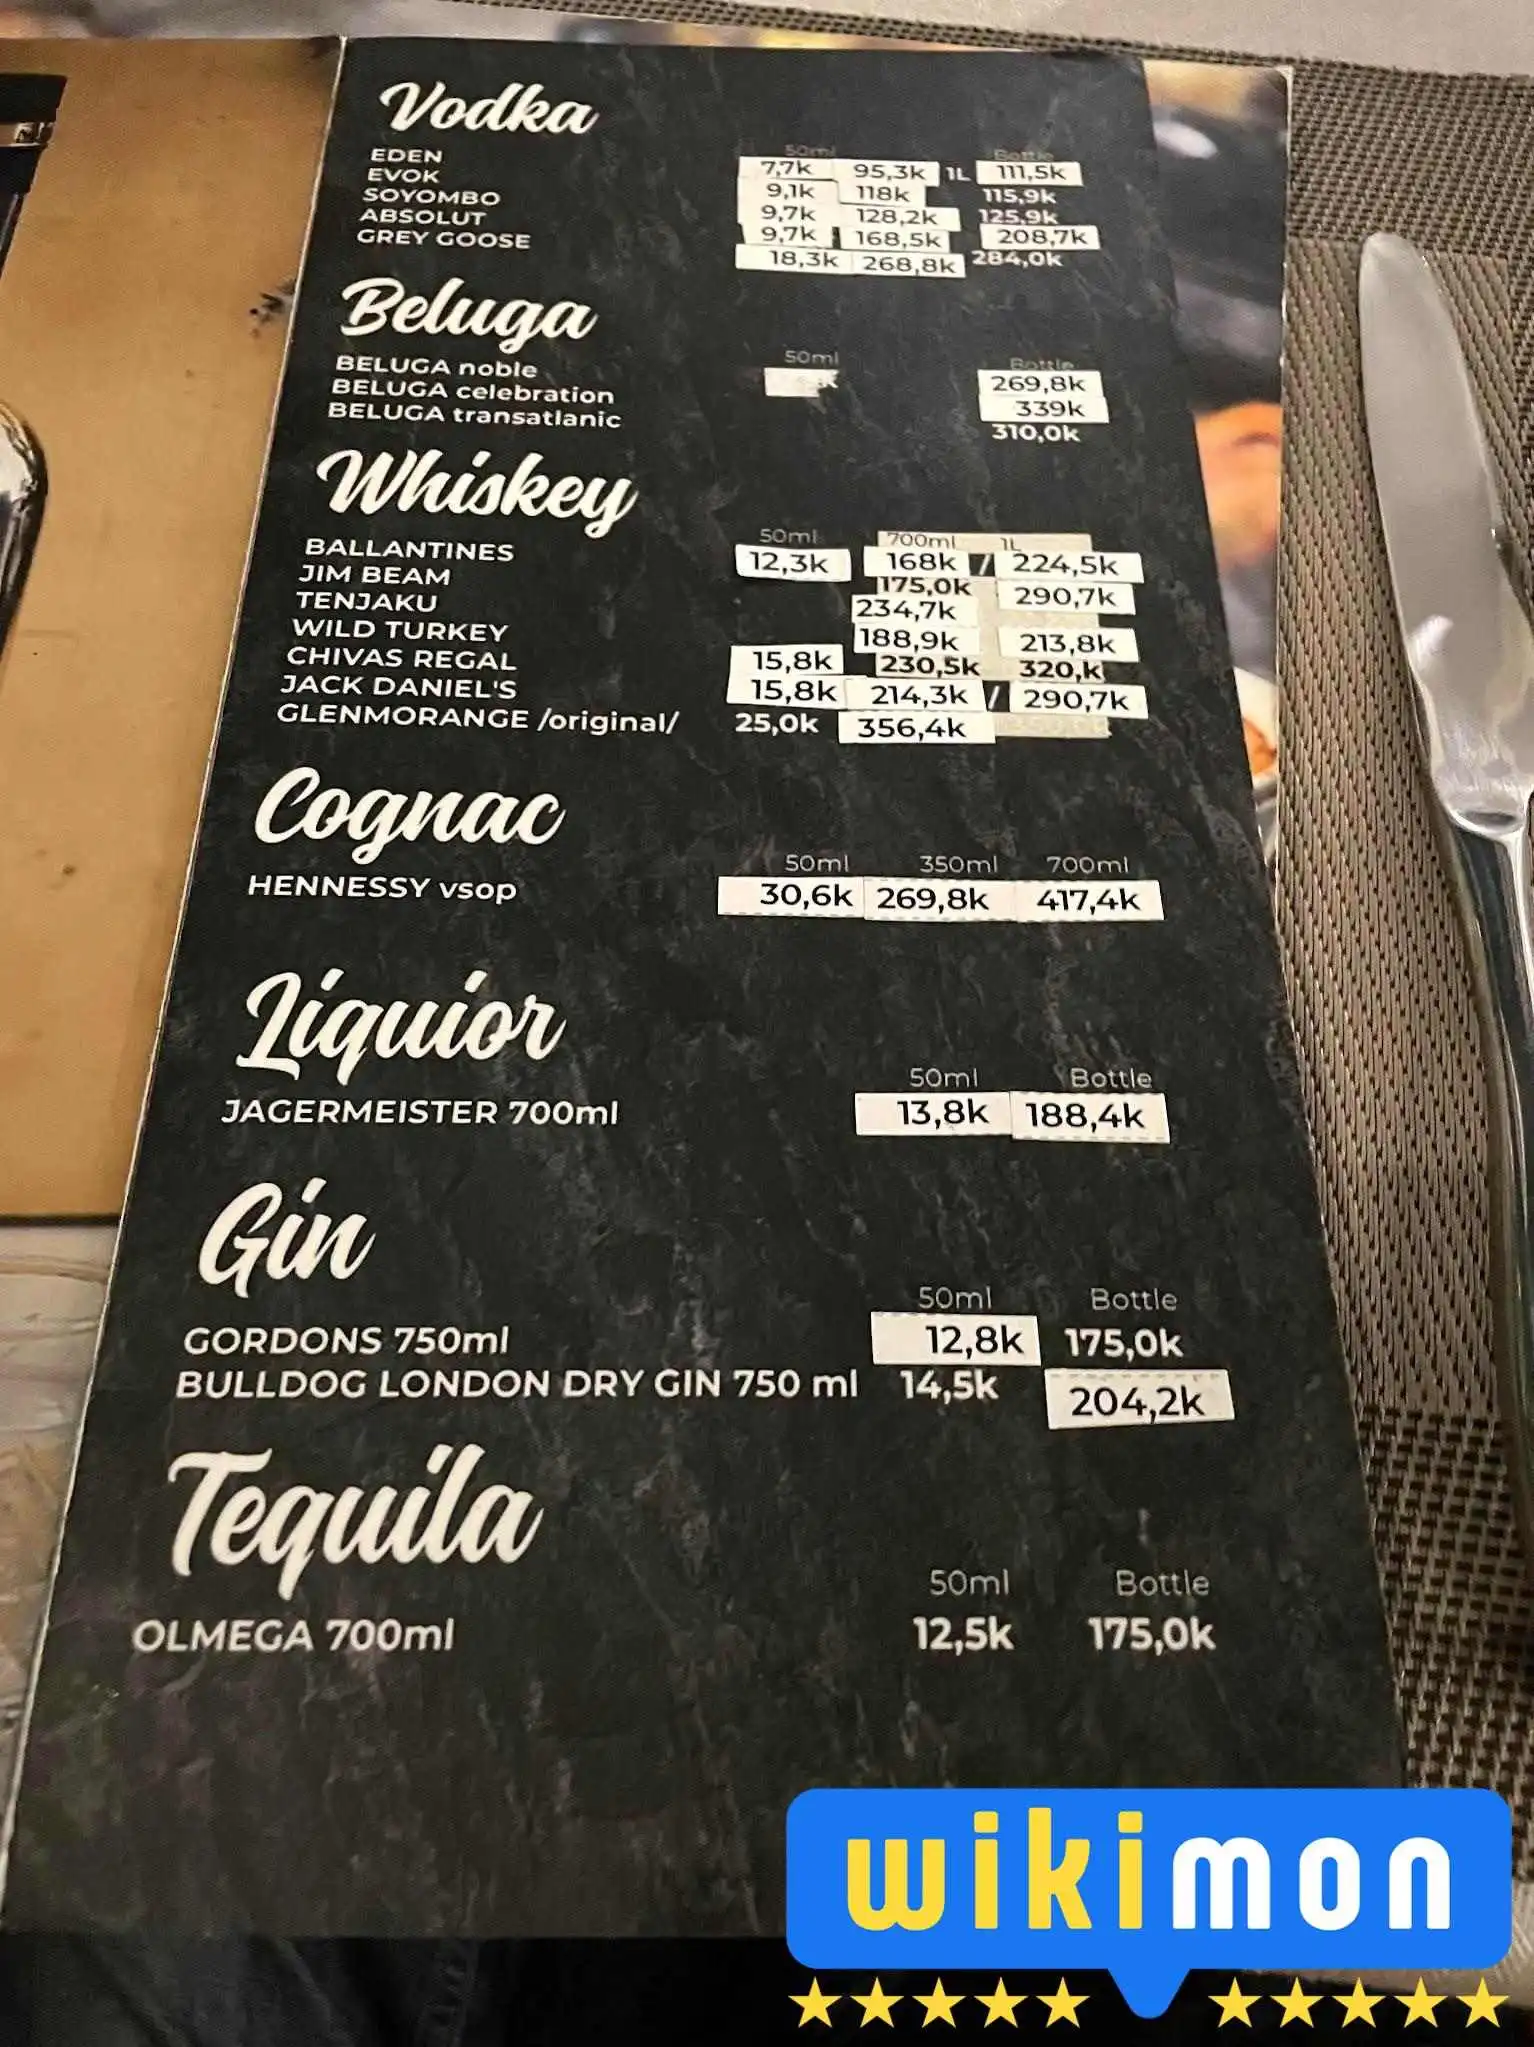 Vodka
50ml Bottle
EDEN 7,7k 95,3k 1L 111,5k
EVOK 9,1k 118k 115,9k
SOYOMBO 9,7k 128,2k 125,9k
ABSOLUT 9,7k 168,5k 208,7k
GREY GOOSE 18,3k 268,8k 284,0k
Beluga
50ml Bottle
BELUGA noble 269,8k
BELUGA celebration 339k
BELUGA transatlanic 310,0k
Whiskey
50ml 700ml 1L
BALLANTINES 12,3k 168k / 224,5k
JIM BEAM 175,0k 290,7k
TENJAKU 234,7k
WILD TURKEY 188,9k 213,8k
CHIVAS REGAL 15,8k 230,5k 320,k
JACK DANIEL'S 15,8k 214,3k / 290,7k
GLENMORANGE /original/ 25,0k 356,4k
Cognac
50ml 350ml 700ml
HENNESSY vsop 30,6k 269,8k 417,4k
Liquior
50ml Bottle
JAGERMEISTER 700ml 13,8k 188,4k
Gin
50ml Bottle
GORDONS 750ml 12,8k 175,0k
BULLDOG LONDON DRY GIN 750 ml 14,5k 204,2k
Tequila
50ml Bottle
OLMEGA 700ml 12,5k 175,0k
wikimon